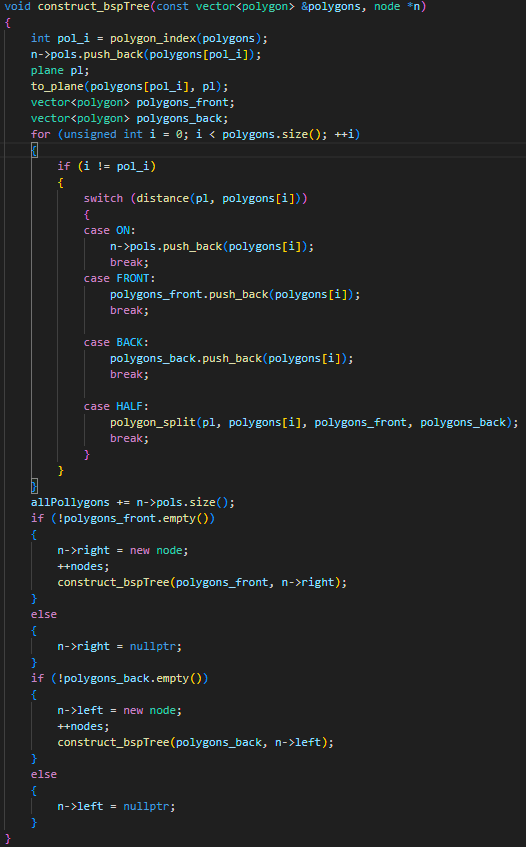 void construct_bspTree(const vector<polygon> &polygons, node *n)
{
    int pol_i = polygon_index(polygons);
    n->pols.push_back(polygons[pol_i]);
    plane pl;
    to_plane(polygons[pol_i], pl);
    vector<polygon> polygons_front;
    vector<polygon> polygons_back;
    for (unsigned int i = 0; i < polygons.size(); ++i)
    {
        if (i != pol_i)
        {
            switch (distance(pl, polygons[i]))
            {
            case ON:
                n->pols.push_back(polygons[i]);
                break;
            case FRONT:
                polygons_front.push_back(polygons[i]);
                break;

            case BACK:
                polygons_back.push_back(polygons[i]);
                break;

            case HALF:
                polygon_split(pl, polygons[i], polygons_front, polygons_back);
                break;
            }
        }
    }
    allPollygons += n->pols.size();
    if (!polygons_front.empty())
    {
        n->right = new node;
        ++nodes;
        construct_bspTree(polygons_front, n->right);
    }
    else
    {
        n->right = nullptr;
    }
    if (!polygons_back.empty())
    {
        n->left = new node;
        ++nodes;
        construct_bspTree(polygons_back, n->left);
    }
    else
    {
        n->left = nullptr;
    }
}